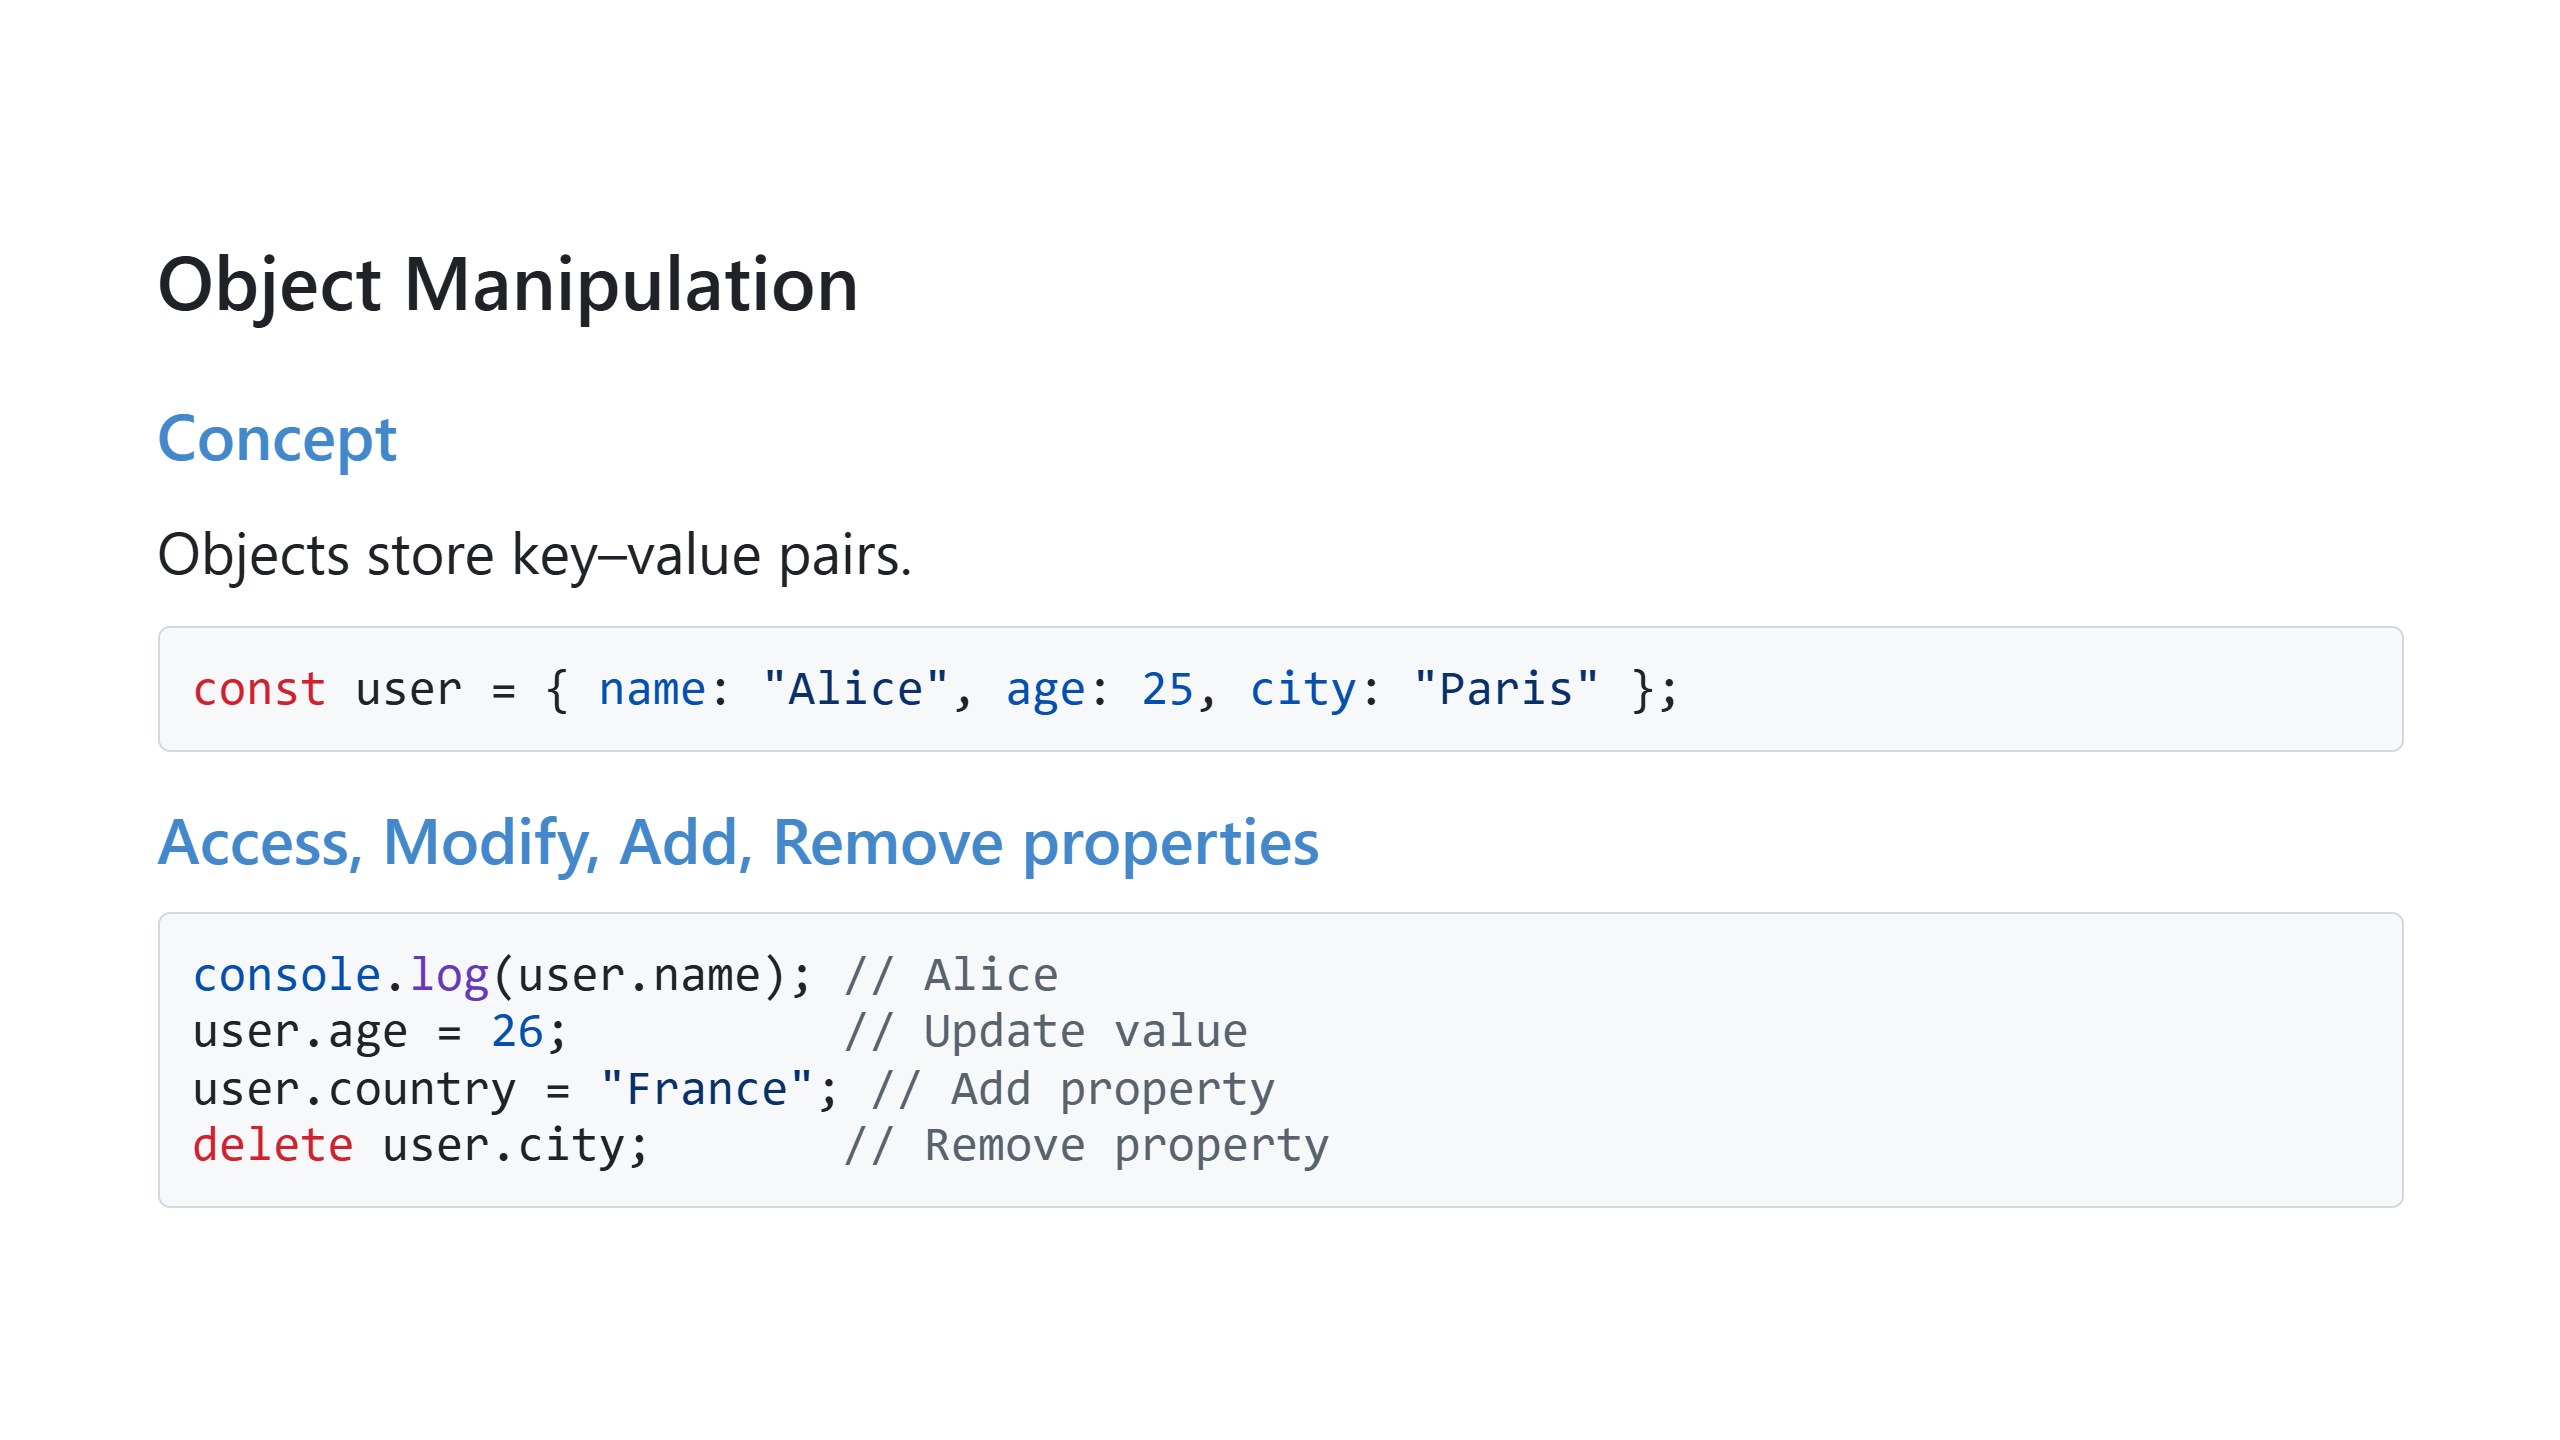 Object Manipulation
Concept
Objects store key–value pairs.
const user = { name: "Alice", age: 25, city: "Paris" };
Access, Modify, Add, Remove properties
console.log(user.name); // Alice
user.age = 26;          // Update value
user.country = "France"; // Add property
delete user.city;       // Remove property